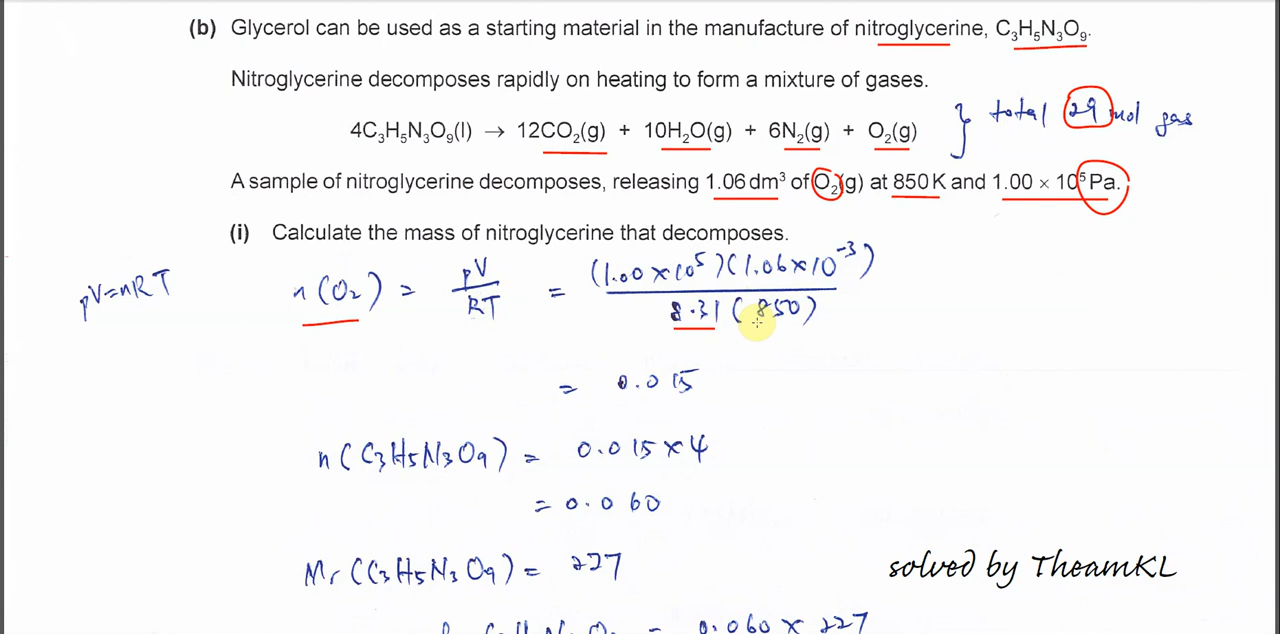 (b) Glycerol can be used as a starting material in the manufacture of nitroglycerine, C₃H₅N₃O₉.
Nitroglycerine decomposes rapidly on heating to form a mixture of gases.
4C₃H₅N₃O₉(l) → 12CO₂(g) + 10H₂O(g) + 6N₂(g) + O₂(g) } total 29 mol gas
A sample of nitroglycerine decomposes, releasing 1.06 dm³ of O₂(g) at 850 K and 1.00 × 10⁵ Pa.
(i) Calculate the mass of nitroglycerine that decomposes.
pV=nRT n(O₂) = pV/RT = (1.00×10⁵)(1.06×10⁻³)/8.31(850)
= 0.015
n(C₃H₅N₃O₉) = 0.015×4
= 0.060
Mr(C₃H₅N₃O₉) = 227
solved by TheamKL
= 0.060 × 227